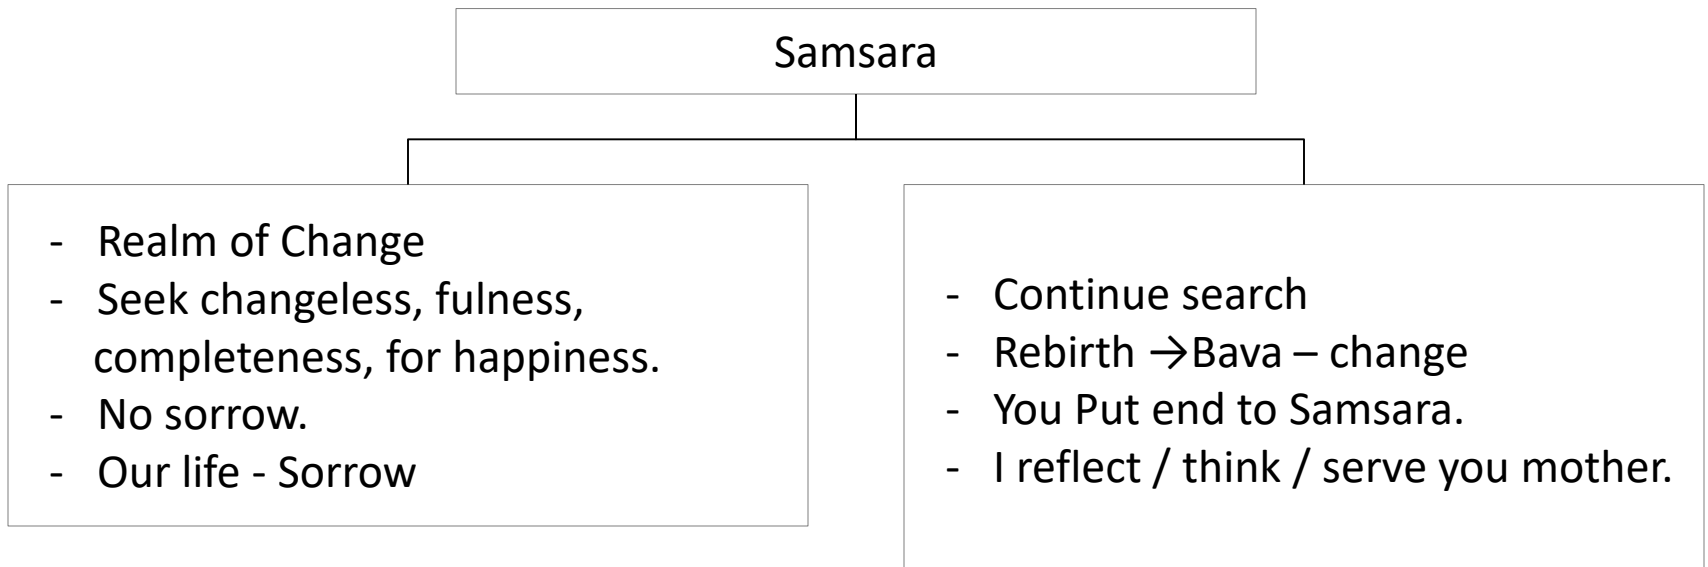 Samsara
- Realm of Change
- Seek changeless, fulness,
completeness, for happiness.
- No sorrow.
- Our life - Sorrow
- Continue search
- Rebirth →Bava – change
- You Put end to Samsara.
- I reflect / think / serve you mother.